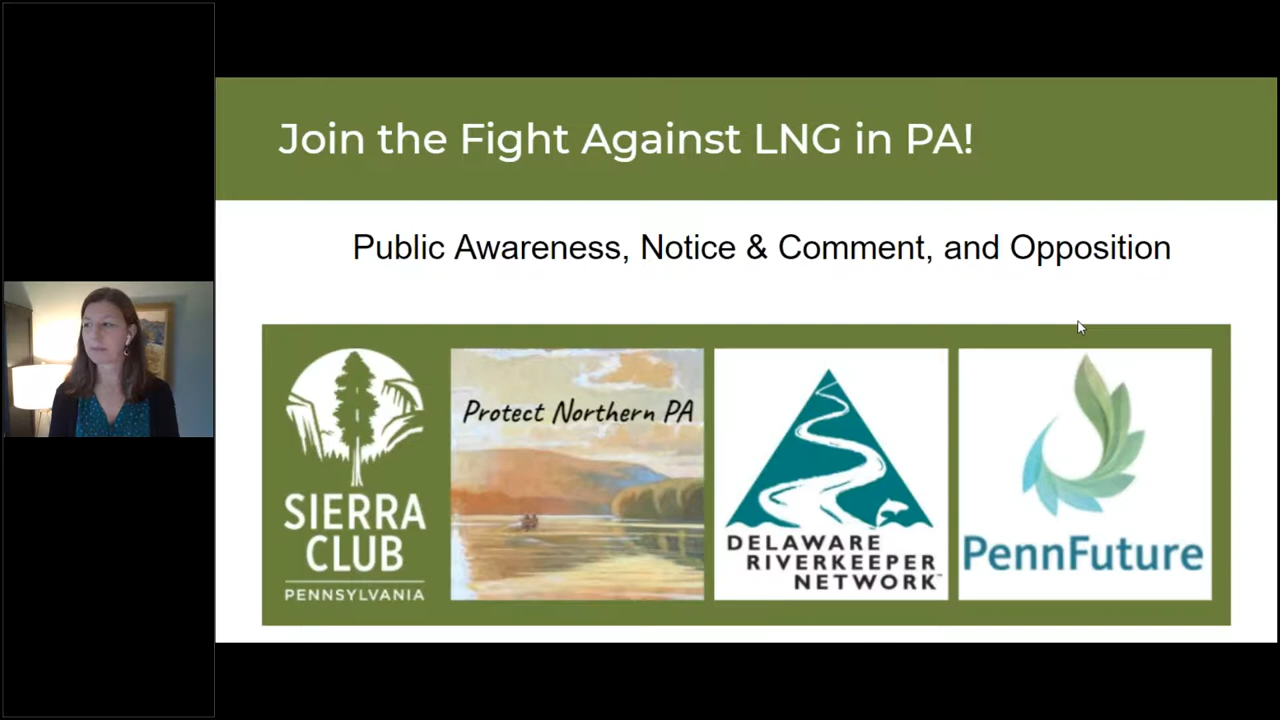 Join the Fight Against LNG in PA!
Public Awareness, Notice & Comment, and Opposition
SIERRA
CLUB
PENNSYLVANIA
Protect Northern PA
DELAWARE
RIVERKEEPER
NETWORK™
PennFuture